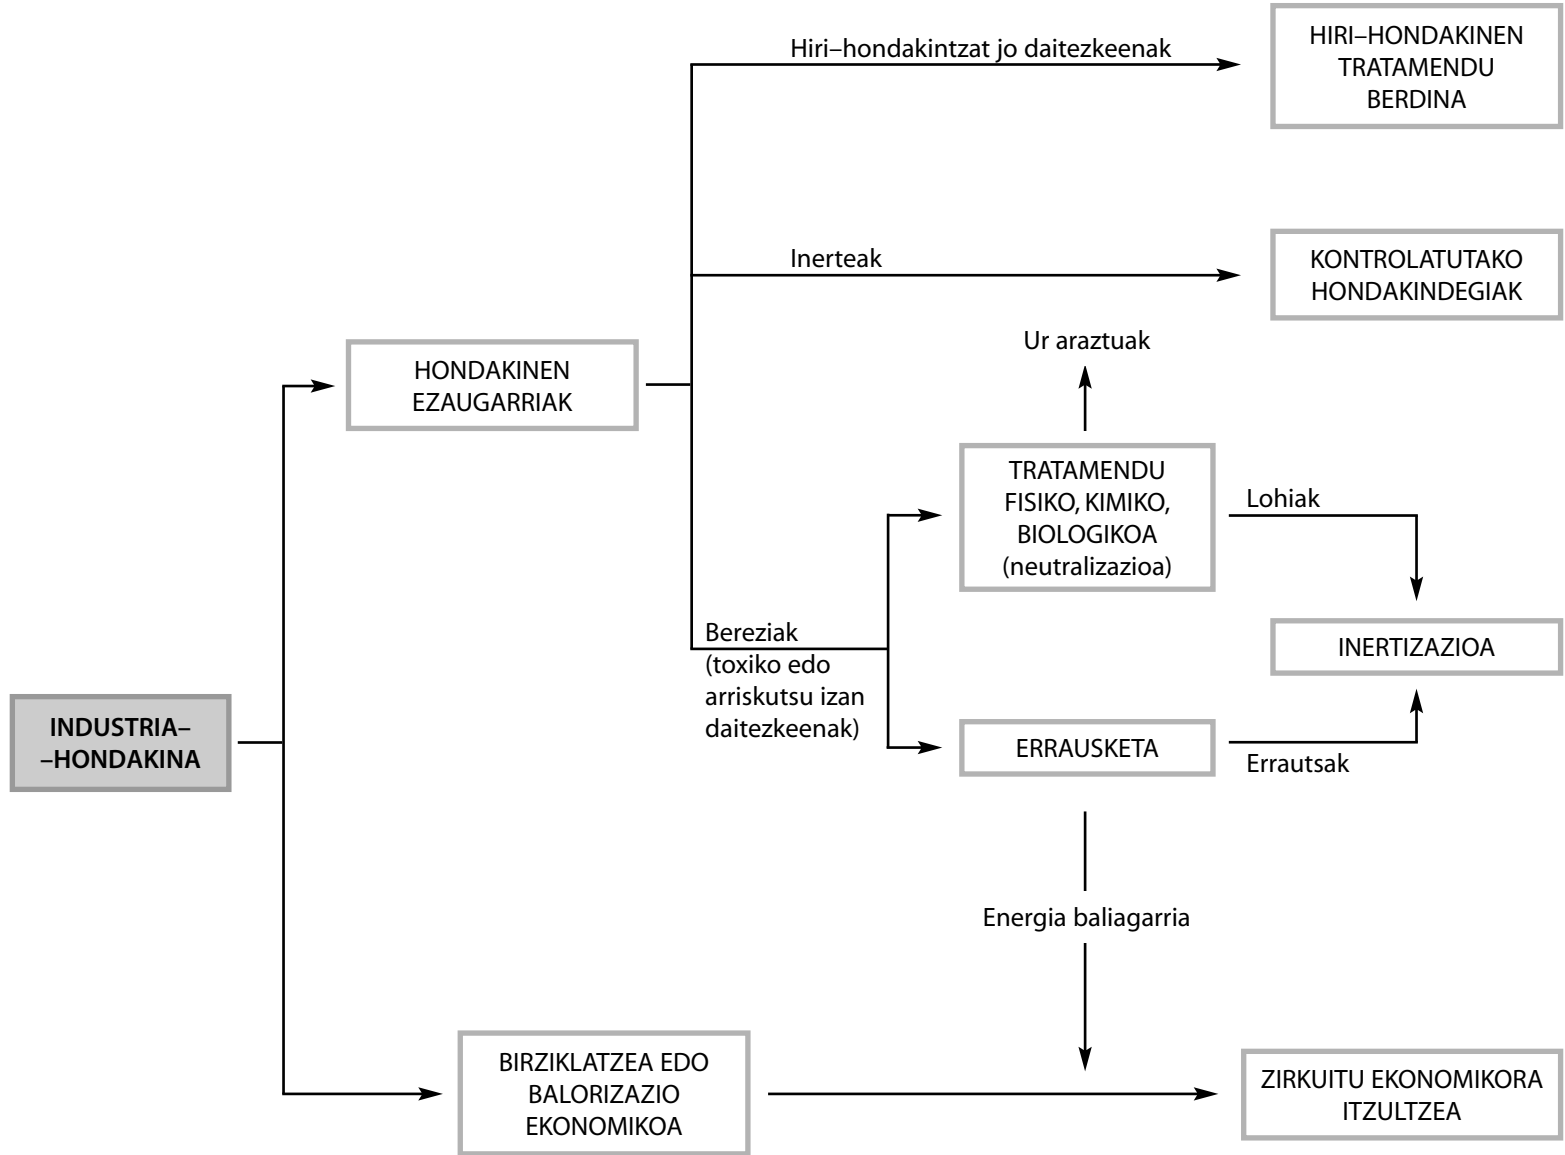 Hiri–hondakintzat jo daitezkeenak
HIRI–HONDAKINEN
TRATAMENDU
BERDINA
Inerteak
KONTROLATUTAKO
HONDAKINDEGIAK
HONDAKINEN
EZAUGARRIAK
Ur araztuak
TRATAMENDU
FISIKO, KIMIKO,
BIOLOGIKOA
(neutralizazioa)
Lohiak
Bereziak
(toxiko edo
arriskutsu izan
daitezkeenak)
INERTIZAZIOA
INDUSTRIA–
–HONDAKINA
ERRAUSKETA
Errautsak
Energia baliagarria
BIRZIKLATZEA EDO
BALORIZAZIO
EKONOMIKOA
ZIRKUITU EKONOMIKORA
ITZULTZEA